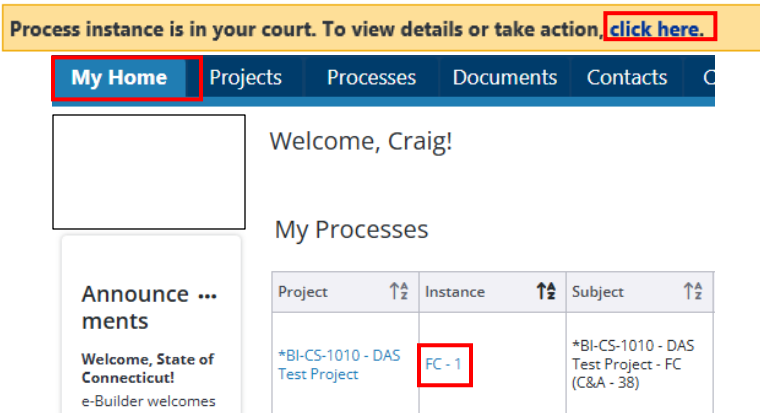 Process instance is in your court. To view details or take action, click here.
My Home Projects Processes Documents Contacts
Welcome, Craig!
My Processes
Announce ...
ments
Welcome, State of
Connecticut!
e-Builder welcomes
Project Instance Subject
*BI-CS-1010 - DAS
Test Project
FC - 1
*BI-CS-1010 - DAS
Test Project - FC
(C&A - 38)